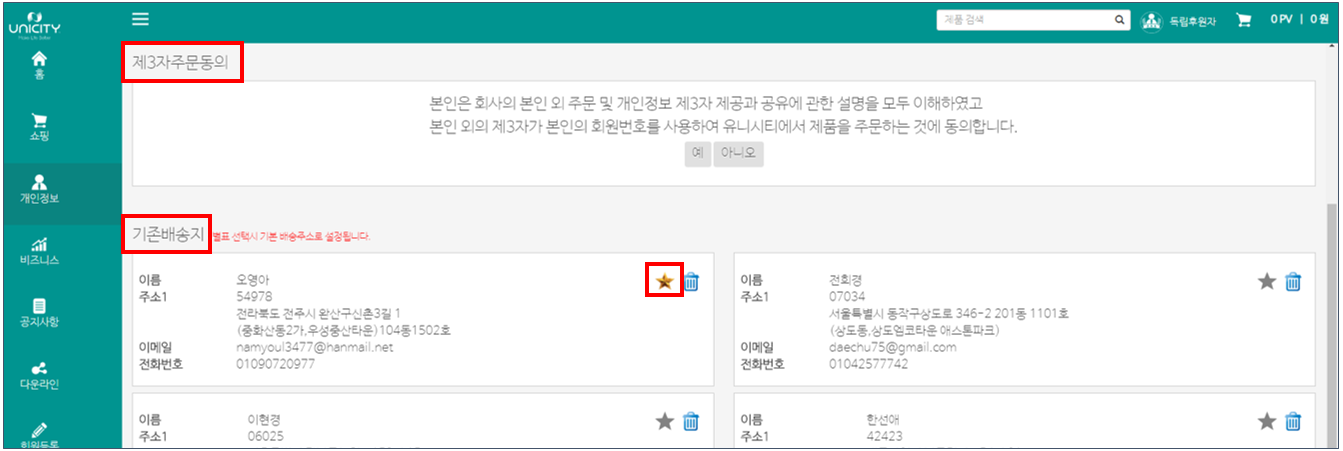 UNICITY
Make Life Better
제품 검색
독립후원자
0 PV | 0 원
홈
쇼핑
개인정보
비즈니스
공지사항
다운라인
회원등록
제3자주문동의
본인은 회사의 본인 외 주문 및 개인정보 제3자 제공과 공유에 관한 설명을 모두 이해하였고
본인 외의 제3자가 본인의 회원번호를 사용하여 유니시티에서 제품을 주문하는 것에 동의합니다.
예 아니오
기존배송지 별표 선택시 기본 배송주소로 설정됩니다.
이름 오영아
주소1 54978
전라북도 전주시 완산구신촌3길 1
(중화산동2가,우성중산타운)104동1502호
이메일 namyoul3477@hanmail.net
전화번호 01090720977
이름 전희경
주소1 07034
서울특별시 동작구상도로 346-2 201동 1101호
(상도동,상도엠코타운 애스톤파크)
이메일 daechu75@gmail.com
전화번호 01042577742
이름 이현경
주소1 06025
이름 한선애
주소1 42423